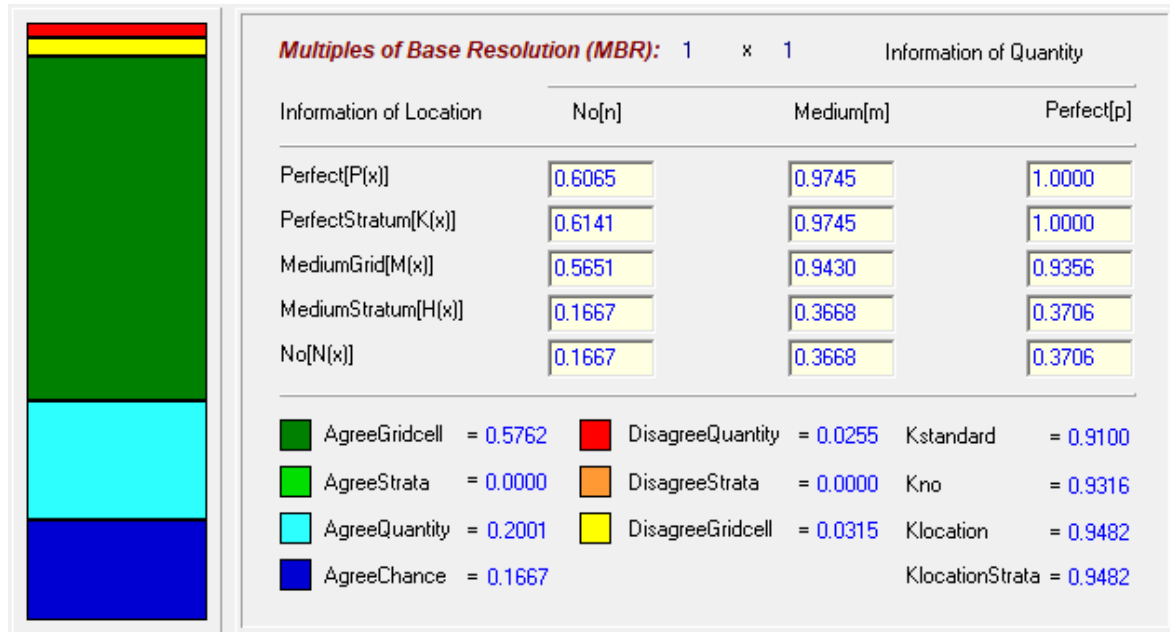 Multiples of Base Resolution (MBR): 1 x 1 Information of Quantity
Information of Location No[n] Medium[m] Perfect[p]
Perfect[P(x)] 0.6065 0.9745 1.0000
PerfectStratum[K(x)] 0.6141 0.9745 1.0000
MediumGrid[M(x)] 0.5651 0.9430 0.9356
MediumStratum[H(x)] 0.1667 0.3668 0.3706
No[N(x)] 0.1667 0.3668 0.3706
AgreeGridcell = 0.5762 DisagreeQuantity = 0.0255 Kstandard = 0.9100
AgreeStrata = 0.0000 DisagreeStrata = 0.0000 Kno = 0.9316
AgreeQuantity = 0.2001 DisagreeGridcell = 0.0315 Klocation = 0.9482
AgreeChance = 0.1667 KlocationStrata = 0.9482